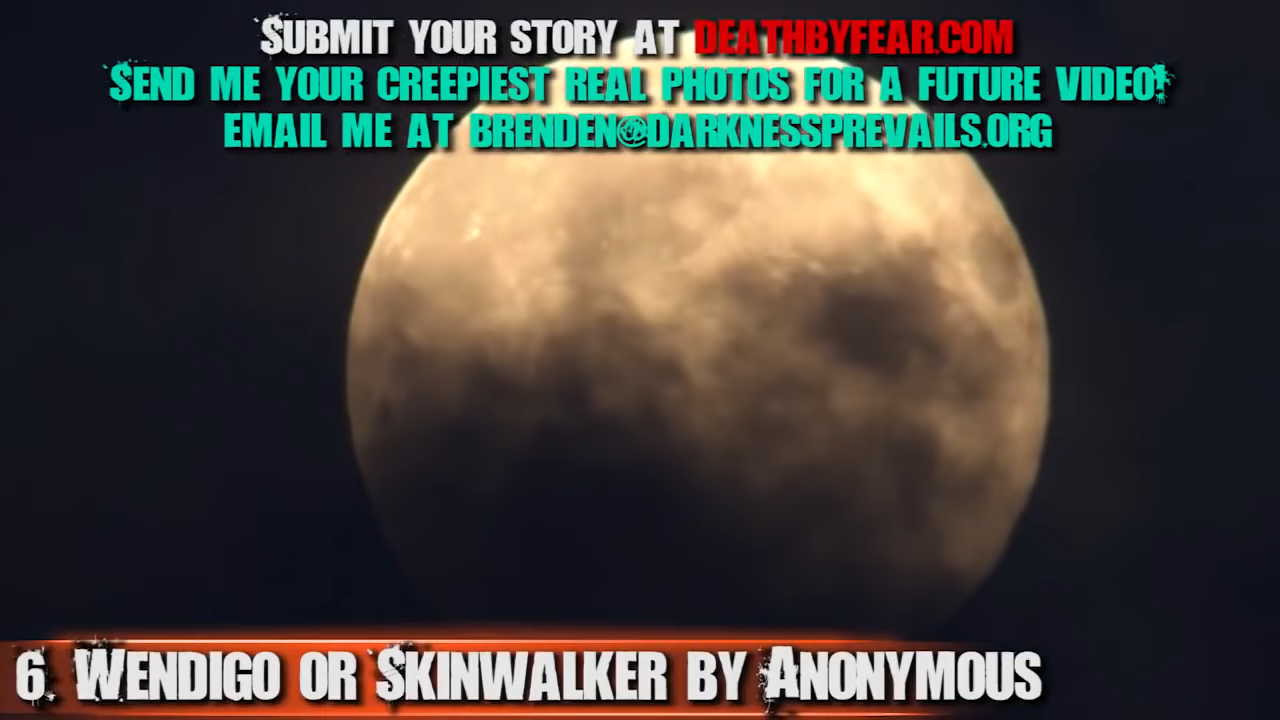 Submit your story at deathbyfear.com
Send me your creepiest real photos for a future video!
email me at brenden@darknessprevails.org
6. Wendigo or Skinwalker by Anonymous